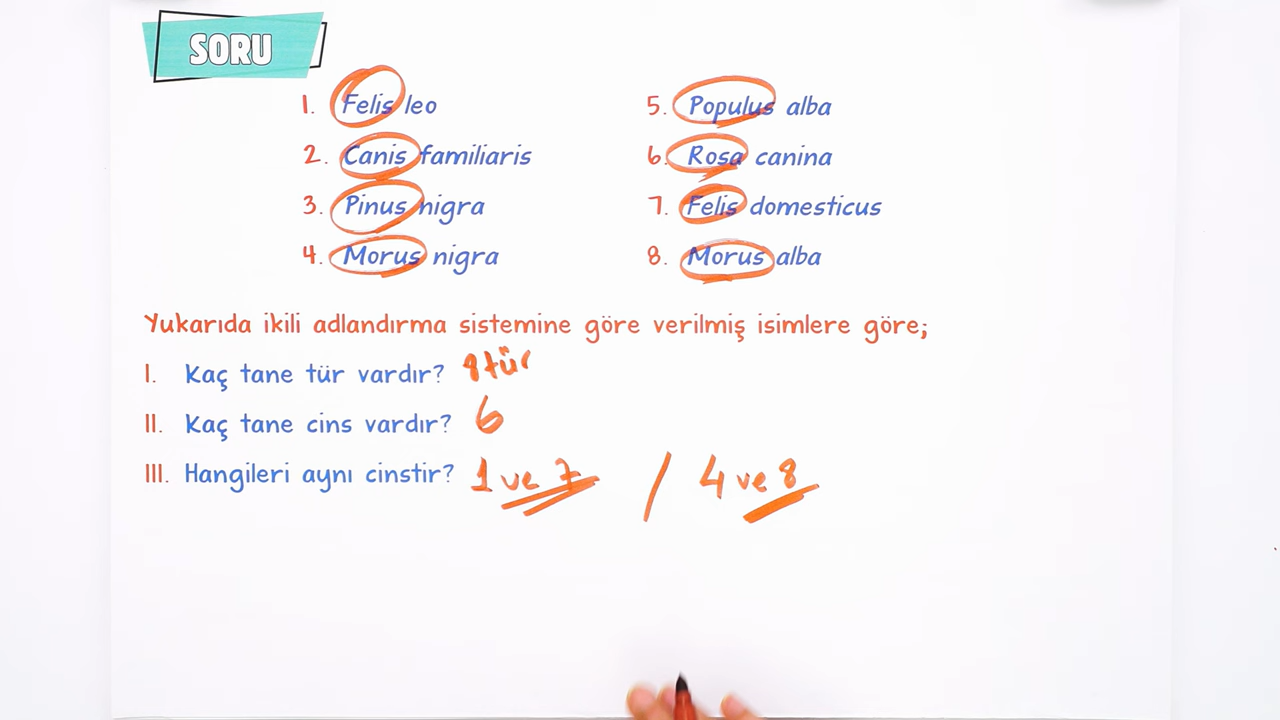 SORU
1. Felis leo
2. Canis familiaris
3. Pinus nigra
4. Morus nigra
5. Populus alba
6. Rosa canina
7. Felis domesticus
8. Morus alba
Yukarıda ikili adlandırma sistemine göre verilmiş isimlere göre;
I. Kaç tane tür vardır? 8 tür
II. Kaç tane cins vardır? 6
III. Hangileri aynı cinstir? 1 ve 7 / 4 ve 8